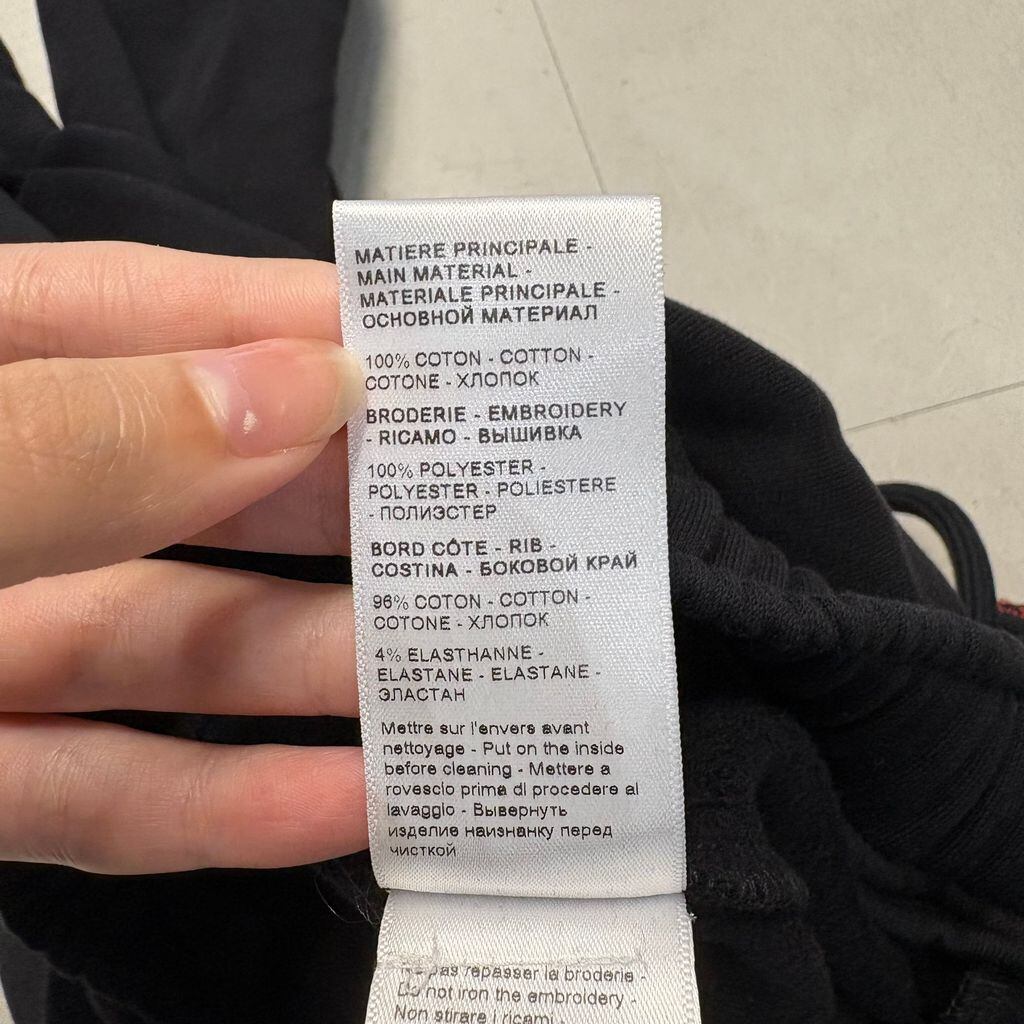 MATIERE PRINCIPALE -
MAIN MATERIAL -
MATERIALE PRINCIPALE -
ОСНОВНОЙ МАТЕРИАЛ
100% COTON - COTTON -
COTONE - ХЛОПОК
BRODERIE - EMBROIDERY
- RICAMO - ВЫШИВКА
100% POLYESTER -
POLYESTER - POLIESTERE
- ПОЛИЭСТЕР
BORD CÔTE - RIB -
COSTINA - БОКОВОЙ КРАЙ
96% COTON - COTTON -
COTONE - ХЛОПОК
4% ELASTHANNE -
ELASTANE - ELASTANE -
ЭЛАСТАН
Mettre sur l'envers avant
nettoyage - Put on the inside
before cleaning - Mettere a
rovescio prima di procedere al
lavaggio - Вывернуть
изделие наизнанку перед
чисткой
pas repasser la broderie -
Do not iron the embroidery -
Non stirare i ricami